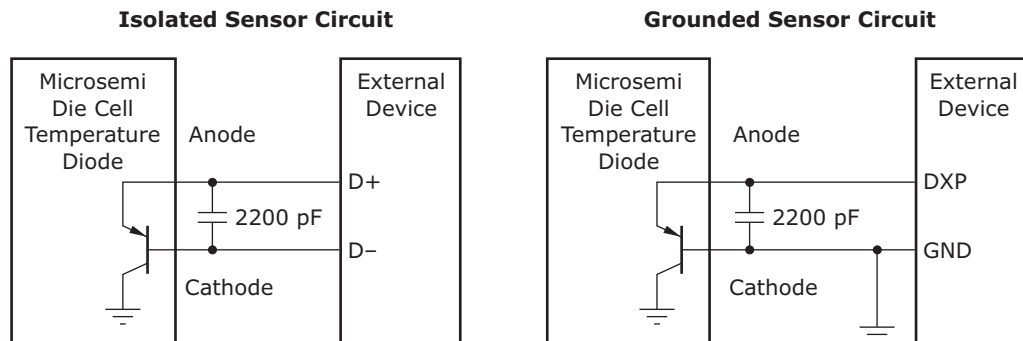 Isolated Sensor Circuit
Microsemi
Die Cell
Temperature
Diode
Anode
External
Device
D+
2200 pF
D–
Cathode
Grounded Sensor Circuit
Microsemi
Die Cell
Temperature
Diode
Anode
External
Device
DXP
2200 pF
GND
Cathode